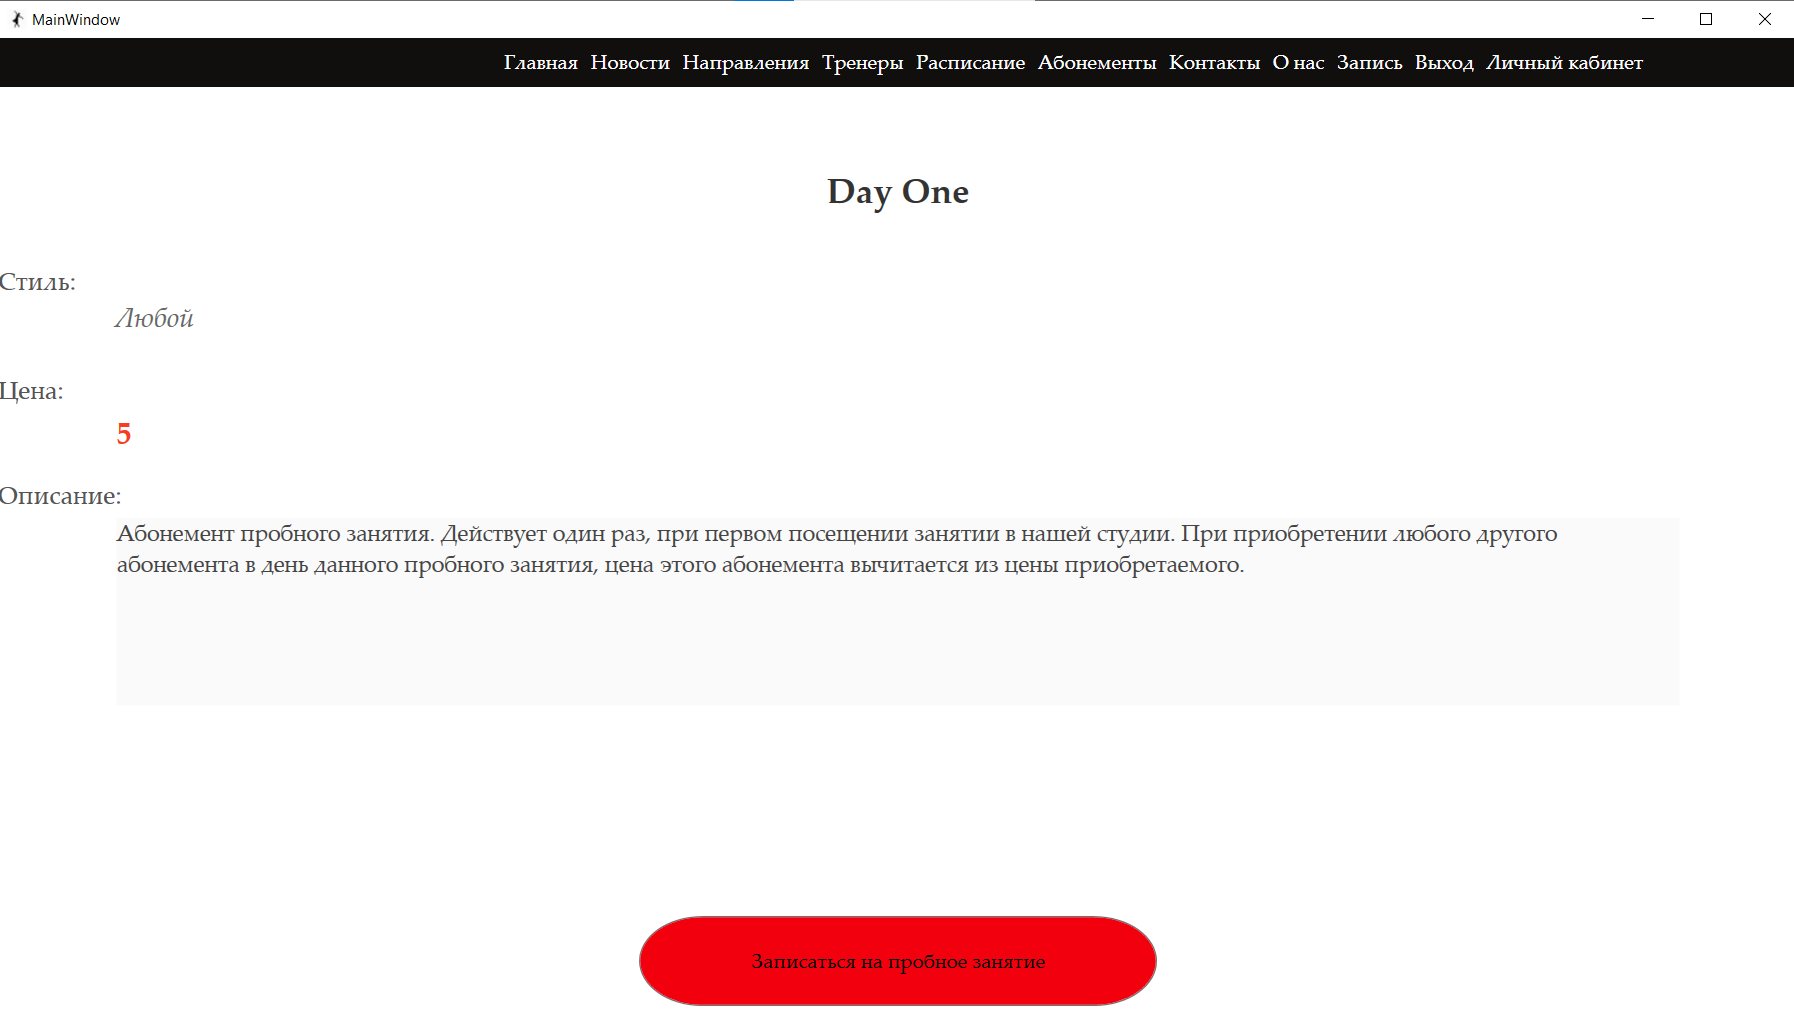 MainWindow
Главная Новости Направления Тренеры Расписание Абонементы Контакты О нас Запись Выход Личный кабинет
Day One
Стиль:
Любой
Цена:
5
Описание:
Абонемент пробного занятия. Действует один раз, при первом посещении занятии в нашей студии. При приобретении любого другого
абонемента в день данного пробного занятия, цена этого абонемента вычитается из цены приобретаемого.
Записаться на пробное занятие